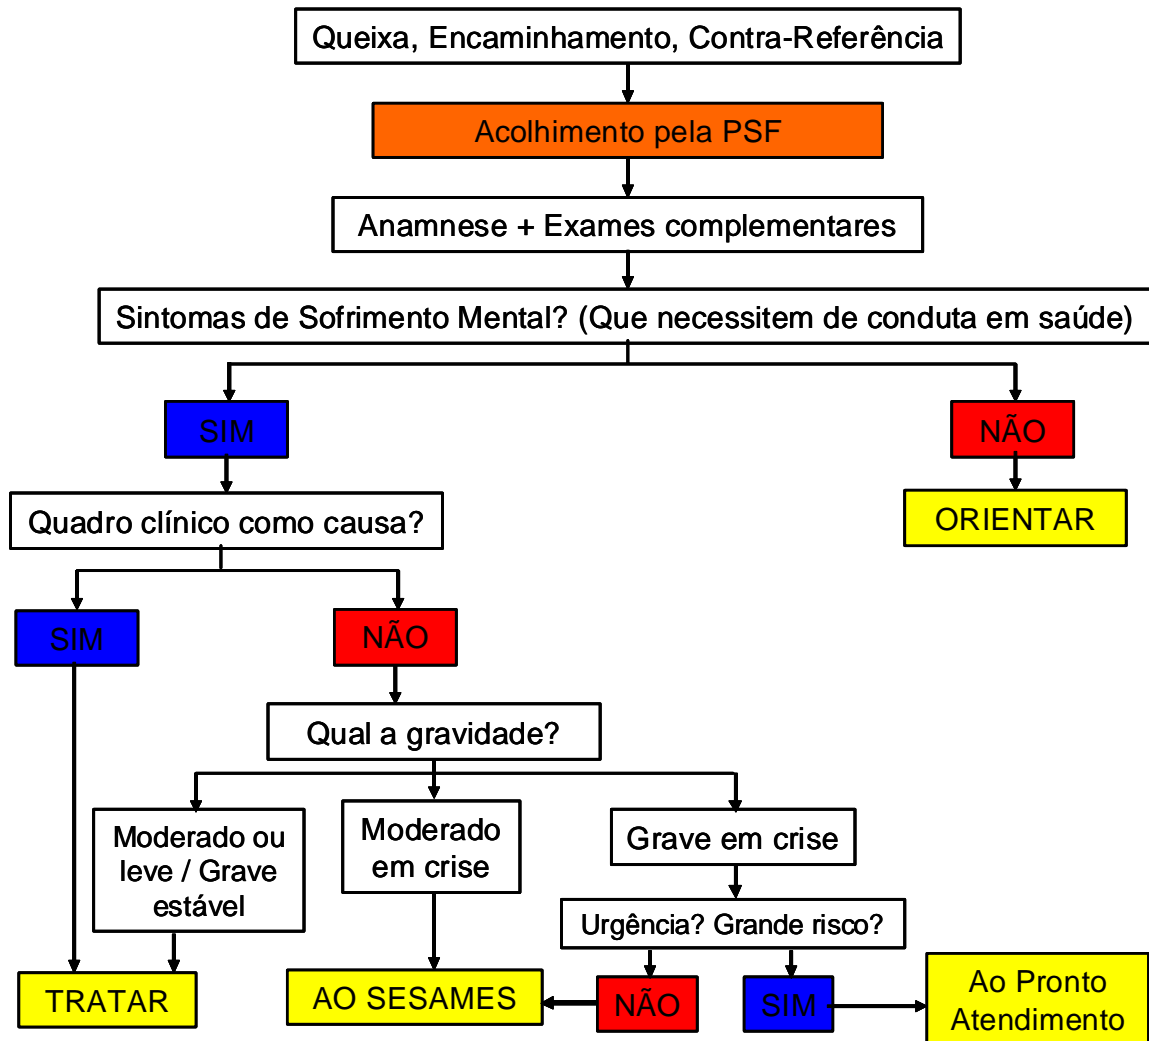 Queixa, Encaminhamento, Contra-Referência
Acolhimento pela PSF
Anamnese + Exames complementares
Sintomas de Sofrimento Mental? (Que necessitem de conduta em saúde)
SIM
NÃO
Quadro clínico como causa?
ORIENTAR
SIM
NÃO
Qual a gravidade?
Moderado ou
leve / Grave
estável
Moderado
em crise
Grave em crise
Urgência? Grande risco?
TRATAR
AO SESAMES
NÃO
SIM
Ao Pronto
Atendimento